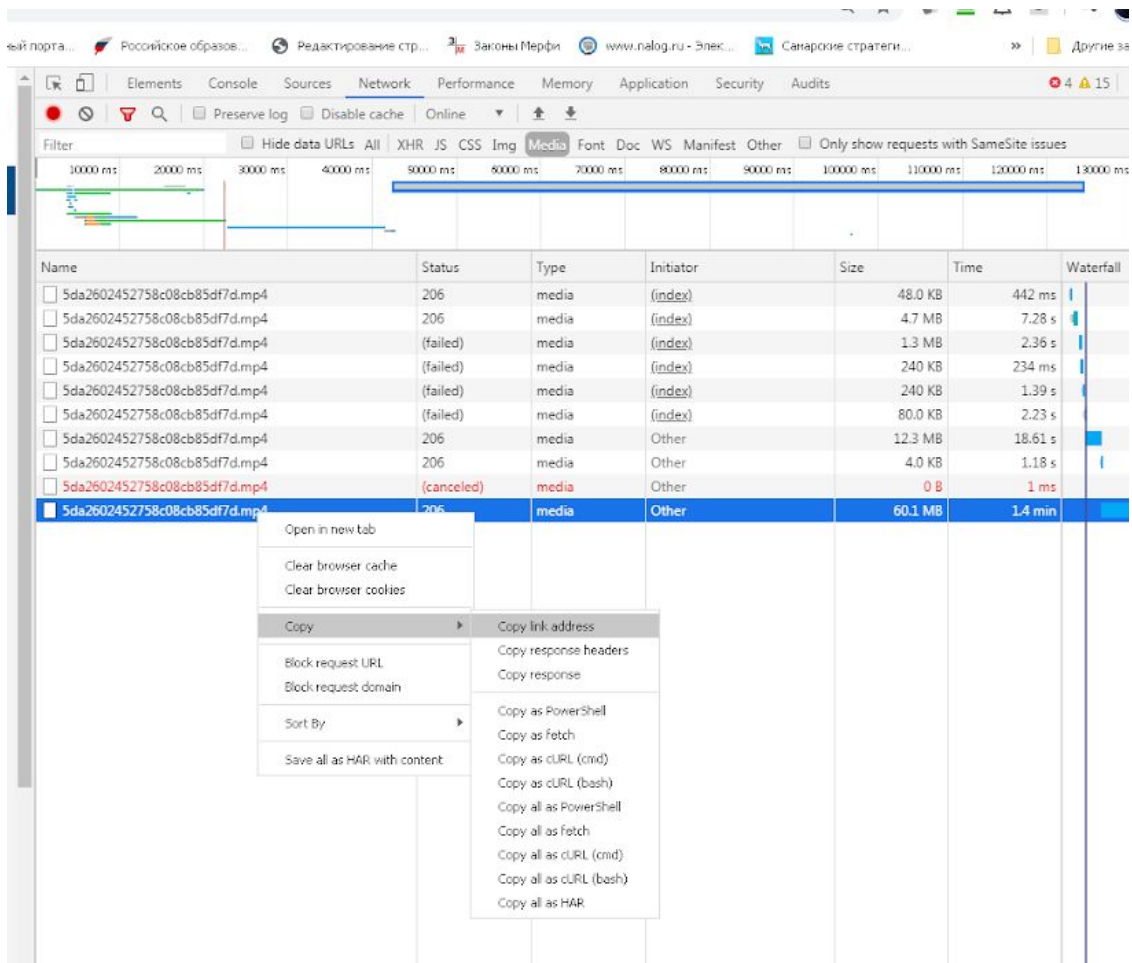 ный порта... Российское образов... Редактирование стр... Законы Мерфи www.nalog.ru - Элек... Самарские стратеги... » Другие за
Elements Console Sources Network Performance Memory Application Security Audits 4 15
Preserve log Disable cache Online
Filter Hide data URLs All XHR JS CSS Img Media Font Doc WS Manifest Other Only show requests with SameSite issues
10000 ms 20000 ms 30000 ms 40000 ms 50000 ms 60000 ms 70000 ms 80000 ms 90000 ms 100000 ms 110000 ms 120000 ms 130000 ms
Name Status Type Initiator Size Time Waterfall
5da2602452758c08cb85df7d.mp4 206 media (index) 48.0 KB 442 ms
5da2602452758c08cb85df7d.mp4 206 media (index) 4.7 MB 7.28 s
5da2602452758c08cb85df7d.mp4 (failed) media (index) 1.3 MB 2.36 s
5da2602452758c08cb85df7d.mp4 (failed) media (index) 240 KB 234 ms
5da2602452758c08cb85df7d.mp4 (failed) media (index) 240 KB 1.39 s
5da2602452758c08cb85df7d.mp4 (failed) media (index) 80.0 KB 2.23 s
5da2602452758c08cb85df7d.mp4 206 media Other 12.3 MB 18.61 s
5da2602452758c08cb85df7d.mp4 206 media Other 4.0 KB 1.18 s
5da2602452758c08cb85df7d.mp4 (canceled) media Other 0 B 1 ms
5da2602452758c08cb85df7d.mp4 206 media Other 60.1 MB 1.4 min
Open in new tab
Clear browser cache
Clear browser cookies
Copy
Block request URL
Block request domain
Sort By
Save all as HAR with content
Copy link address
Copy response headers
Copy response
Copy as PowerShell
Copy as fetch
Copy as cURL (cmd)
Copy as cURL (bash)
Copy all as PowerShell
Copy all as fetch
Copy all as cURL (cmd)
Copy all as cURL (bash)
Copy all as HAR